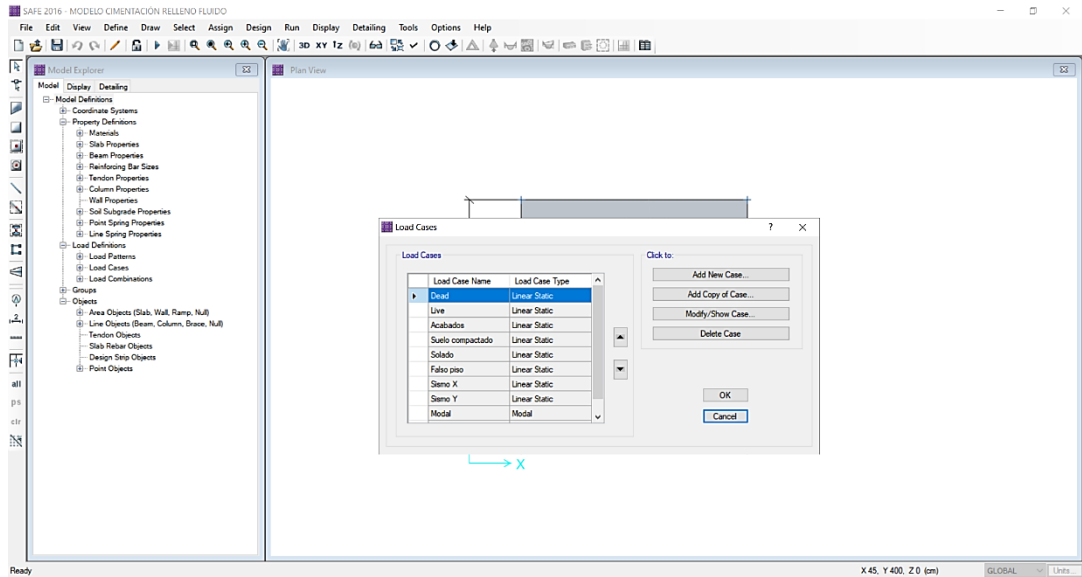 SAFE 2016 - MODELO CIMENTACIÓN RELLENO FLUIDO
File Edit View Define Draw Select Assign Design Run Display Detailing Tools Options Help
3D XY
Model Explorer
Plan View
Model Display Detailing
Model Definitions
Coordinate Systems
Property Definitions
Materials
Slab Properties
Beam Properties
Reinforcing Bar Sizes
Tendon Properties
Column Properties
Wall Properties
Soil Subgrade Properties
Point Spring Properties
Line Spring Properties
Load Definitions
Load Patterns
Load Cases
Load Combinations
Groups
Objects
Area Objects (Slab, Wall, Ramp, Null)
Line Objects (Beam, Column, Brace, Null)
Tendon Objects
Slab Rebar Objects
Design Strip Objects
Point Objects
all
ps
clr
Load Cases ?
Load Cases
Load Case Name Load Case Type
Dead Linear Static
Live Linear Static
Acabados Linear Static
Suelo compactado Linear Static
Solado Linear Static
Falso piso Linear Static
Sismo X Linear Static
Sismo Y Linear Static
Modal Modal
Click to:
Add New Case...
Add Copy of Case...
Modify/Show Case...
Delete Case
OK
Cancel
X
Ready
X 45, Y 400, Z 0 (cm)
GLOBAL
Units...